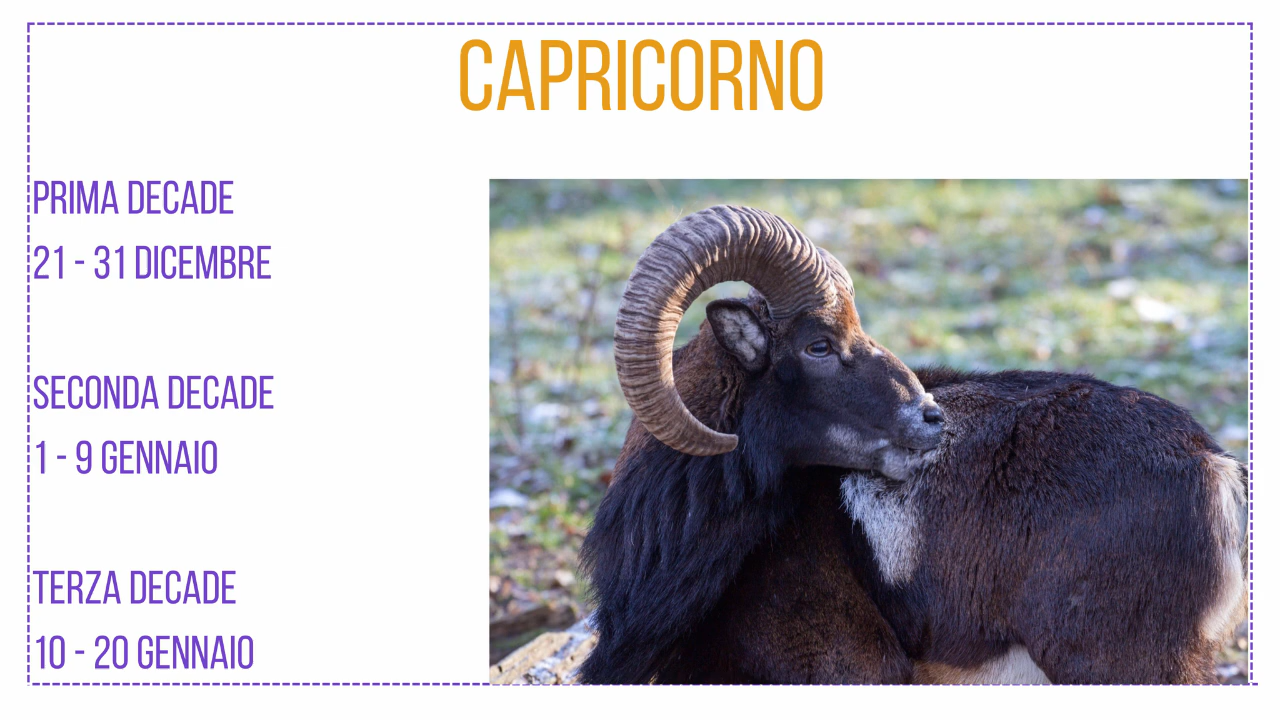 CAPRICORNO
PRIMA DECADE
21 - 31 DICEMBRE
SECONDA DECADE
1 - 9 GENNAIO
TERZA DECADE
10 - 20 GENNAIO